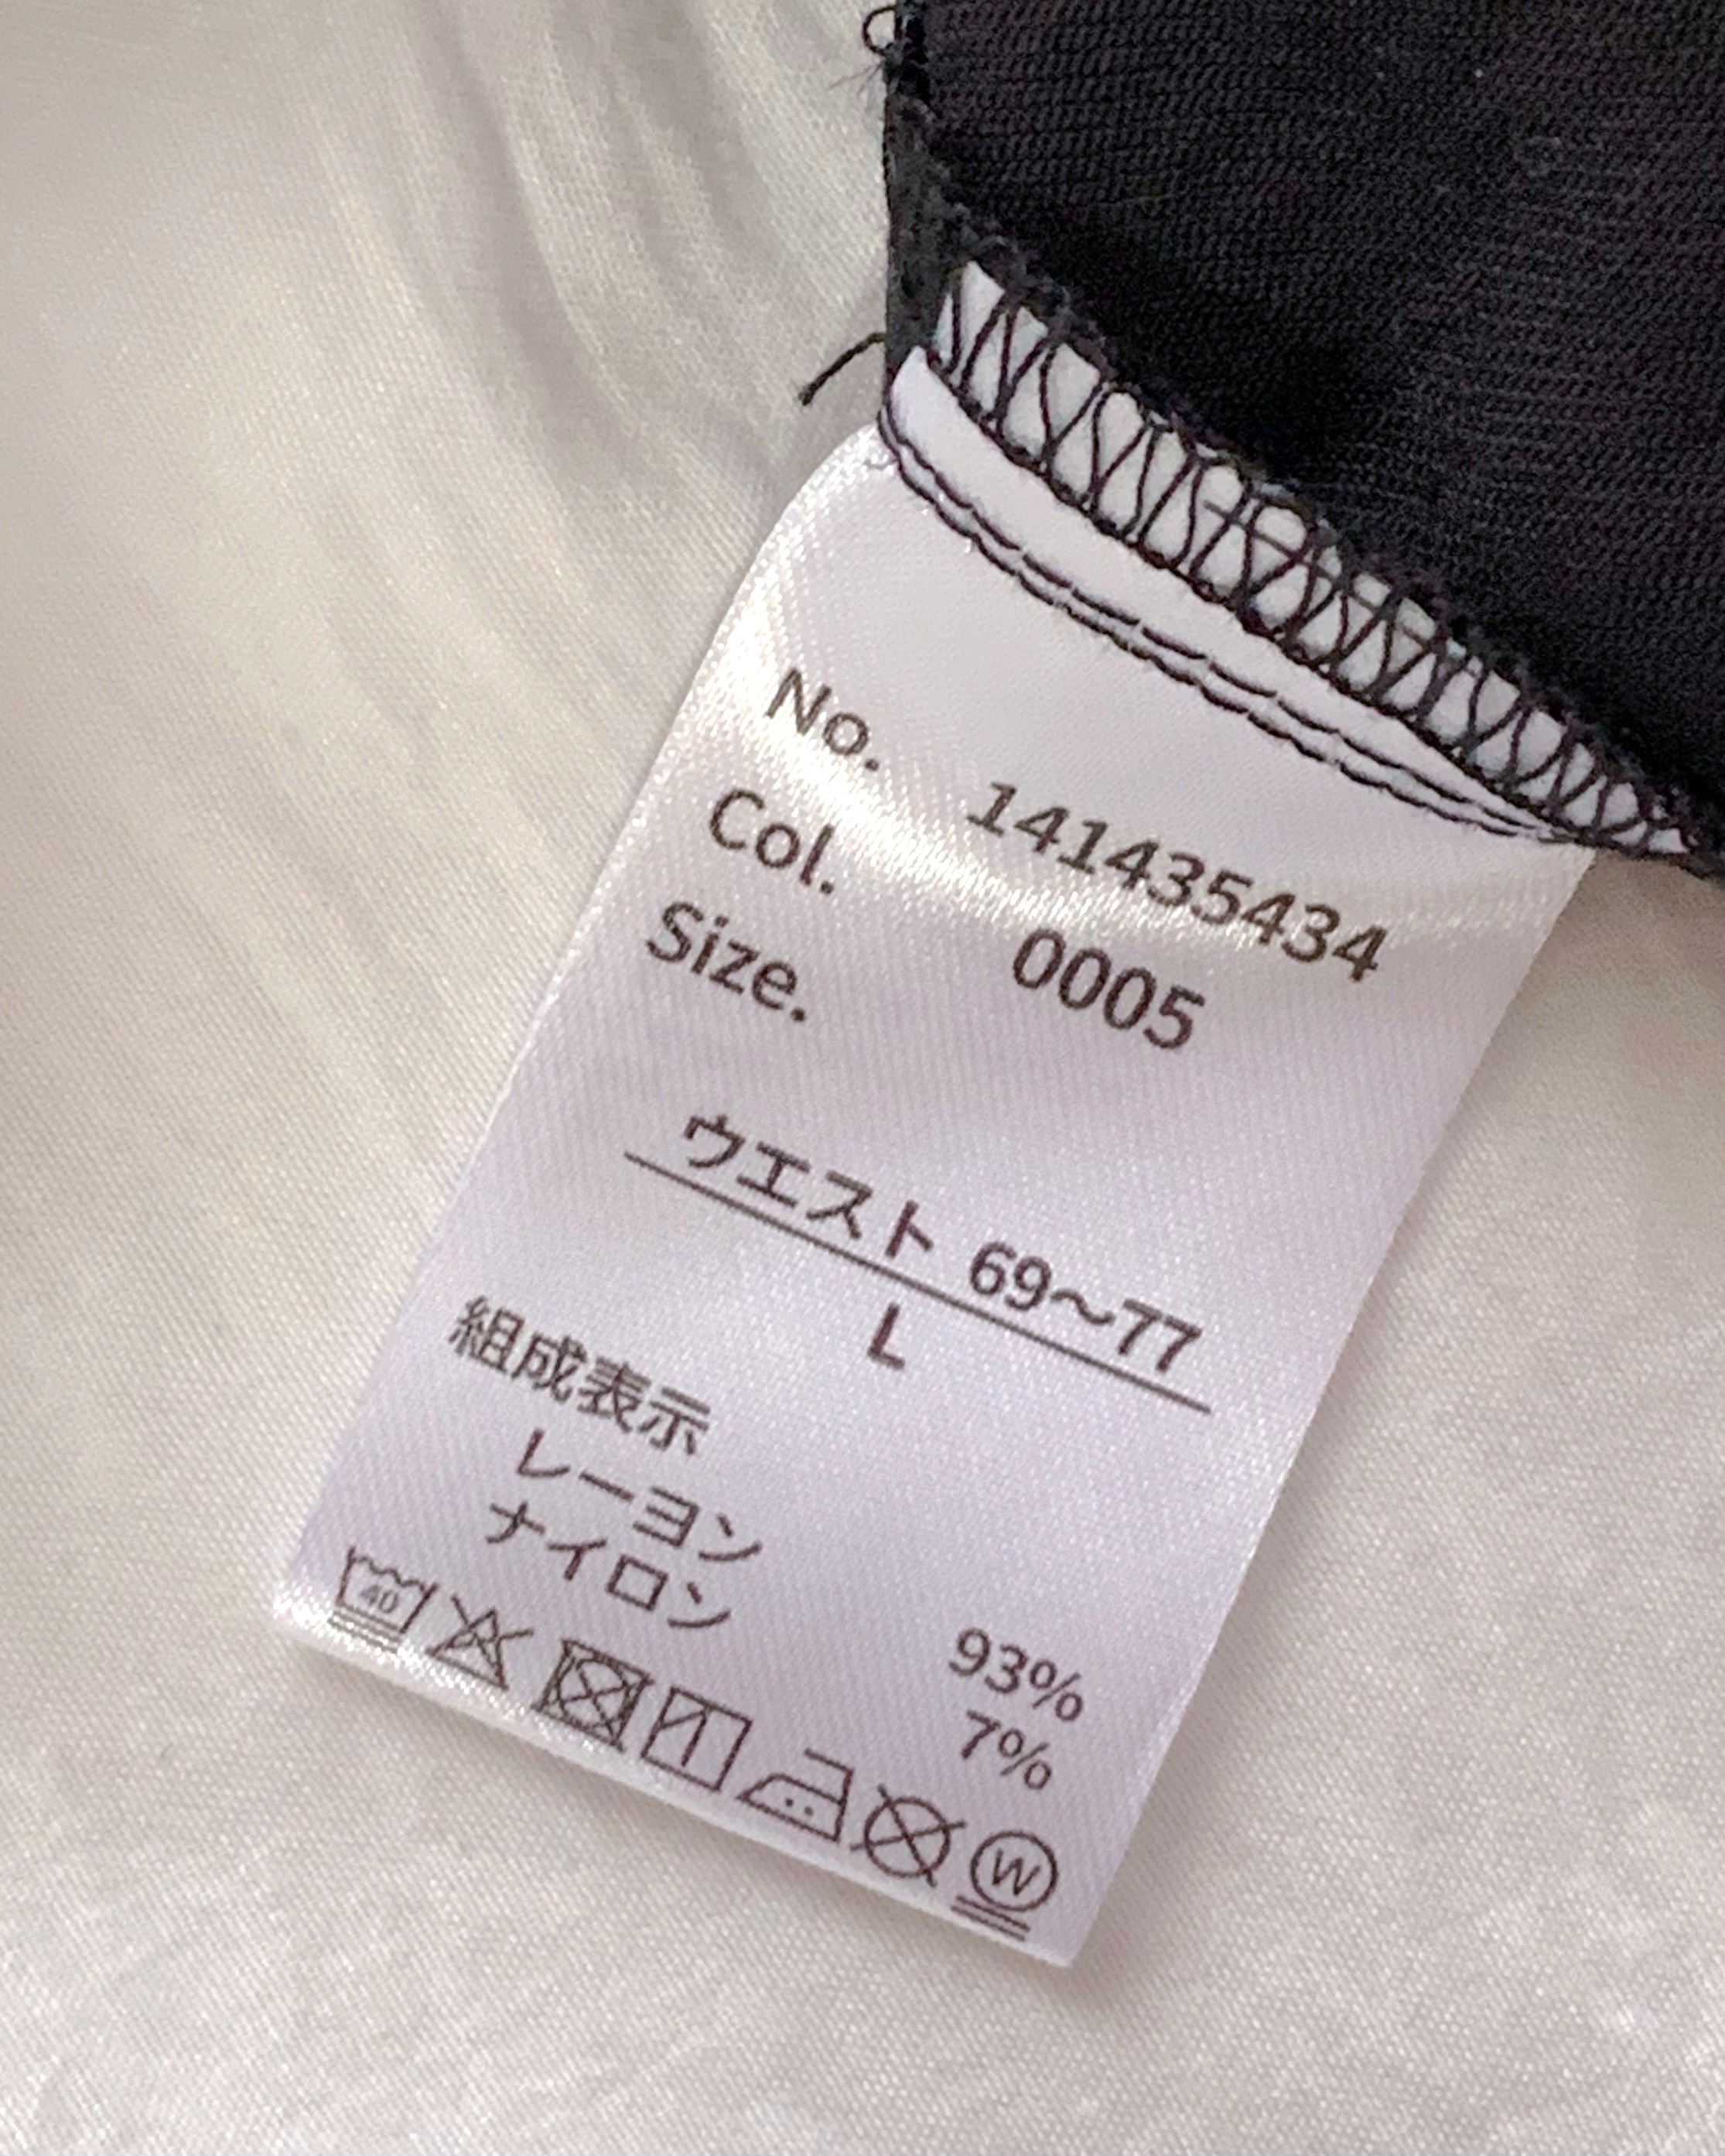 No. 141435434
Col. 0005
Size.
ウエスト 69～77
L
組成表示
レーヨン 93%
ナイロン 7%
40
W